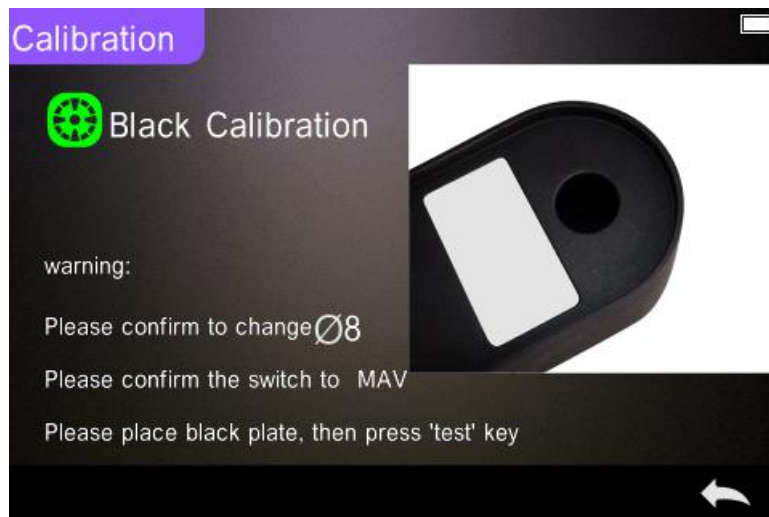 Calibration
Black Calibration
warning:
Please confirm to change∅8
Please confirm the switch to MAV
Please place black plate, then press 'test' key